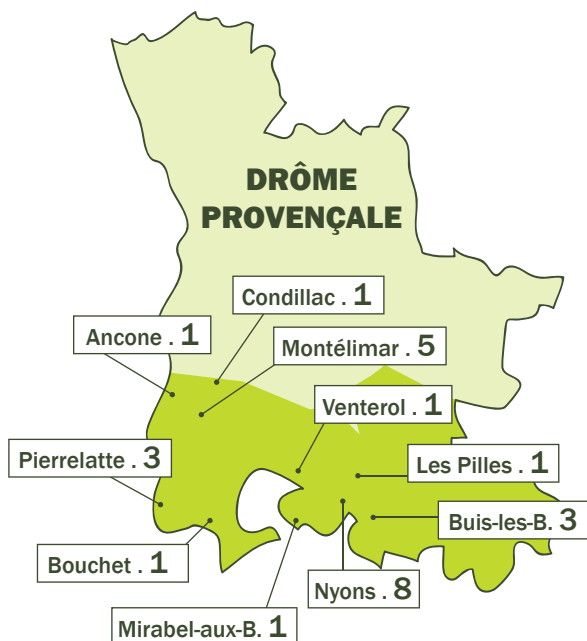 DRÔME
PROVENÇALE
Condillac . 1
Ancone . 1
Montélimar . 5
Venterol . 1
Pierrelatte . 3
Les Pilles . 1
Buis-les-B. 3
Bouchet . 1
Nyons . 8
Mirabel-aux-B. 1